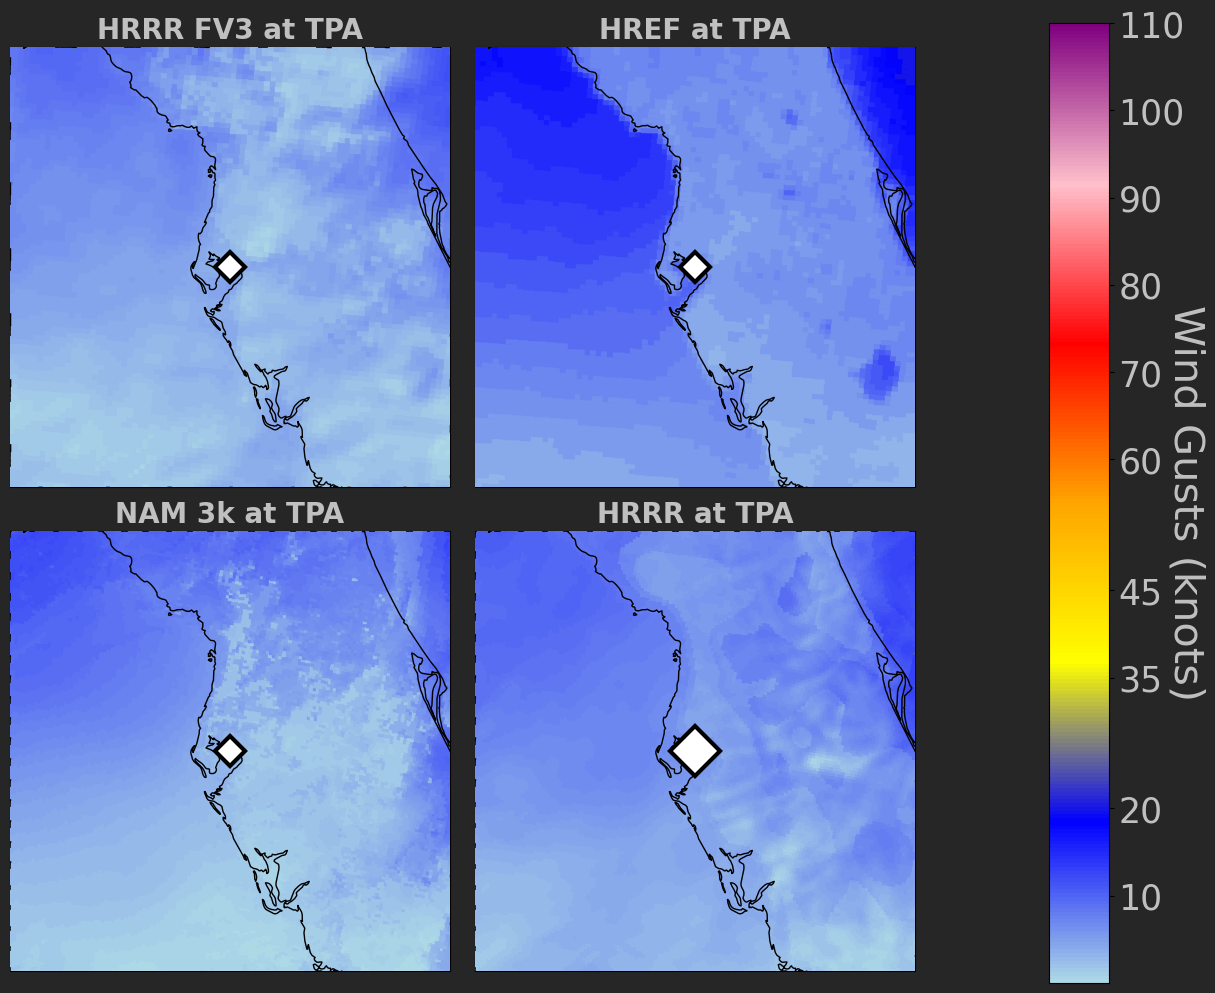 HRRR FV3 at TPA
HREF at TPA
NAM 3k at TPA
HRRR at TPA
110
100
90
80
70
60
45
35
20
10
Wind Gusts (knots)